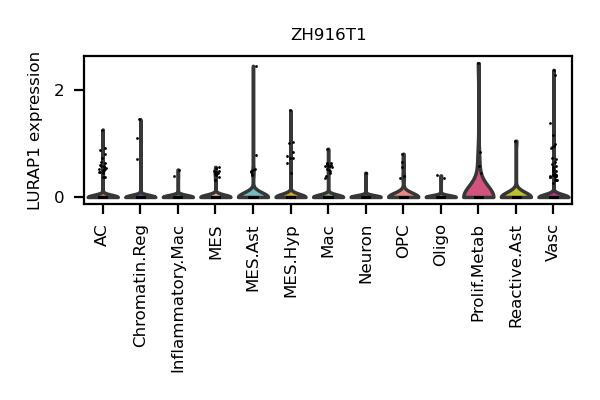 ZH916T1
LURAP1 expression
2
0
AC
Chromatin.Reg
Inflammatory.Mac
MES
MES.Ast
MES.Hyp
Mac
Neuron
OPC
Oligo
Prolif.Metab
Reactive.Ast
Vasc